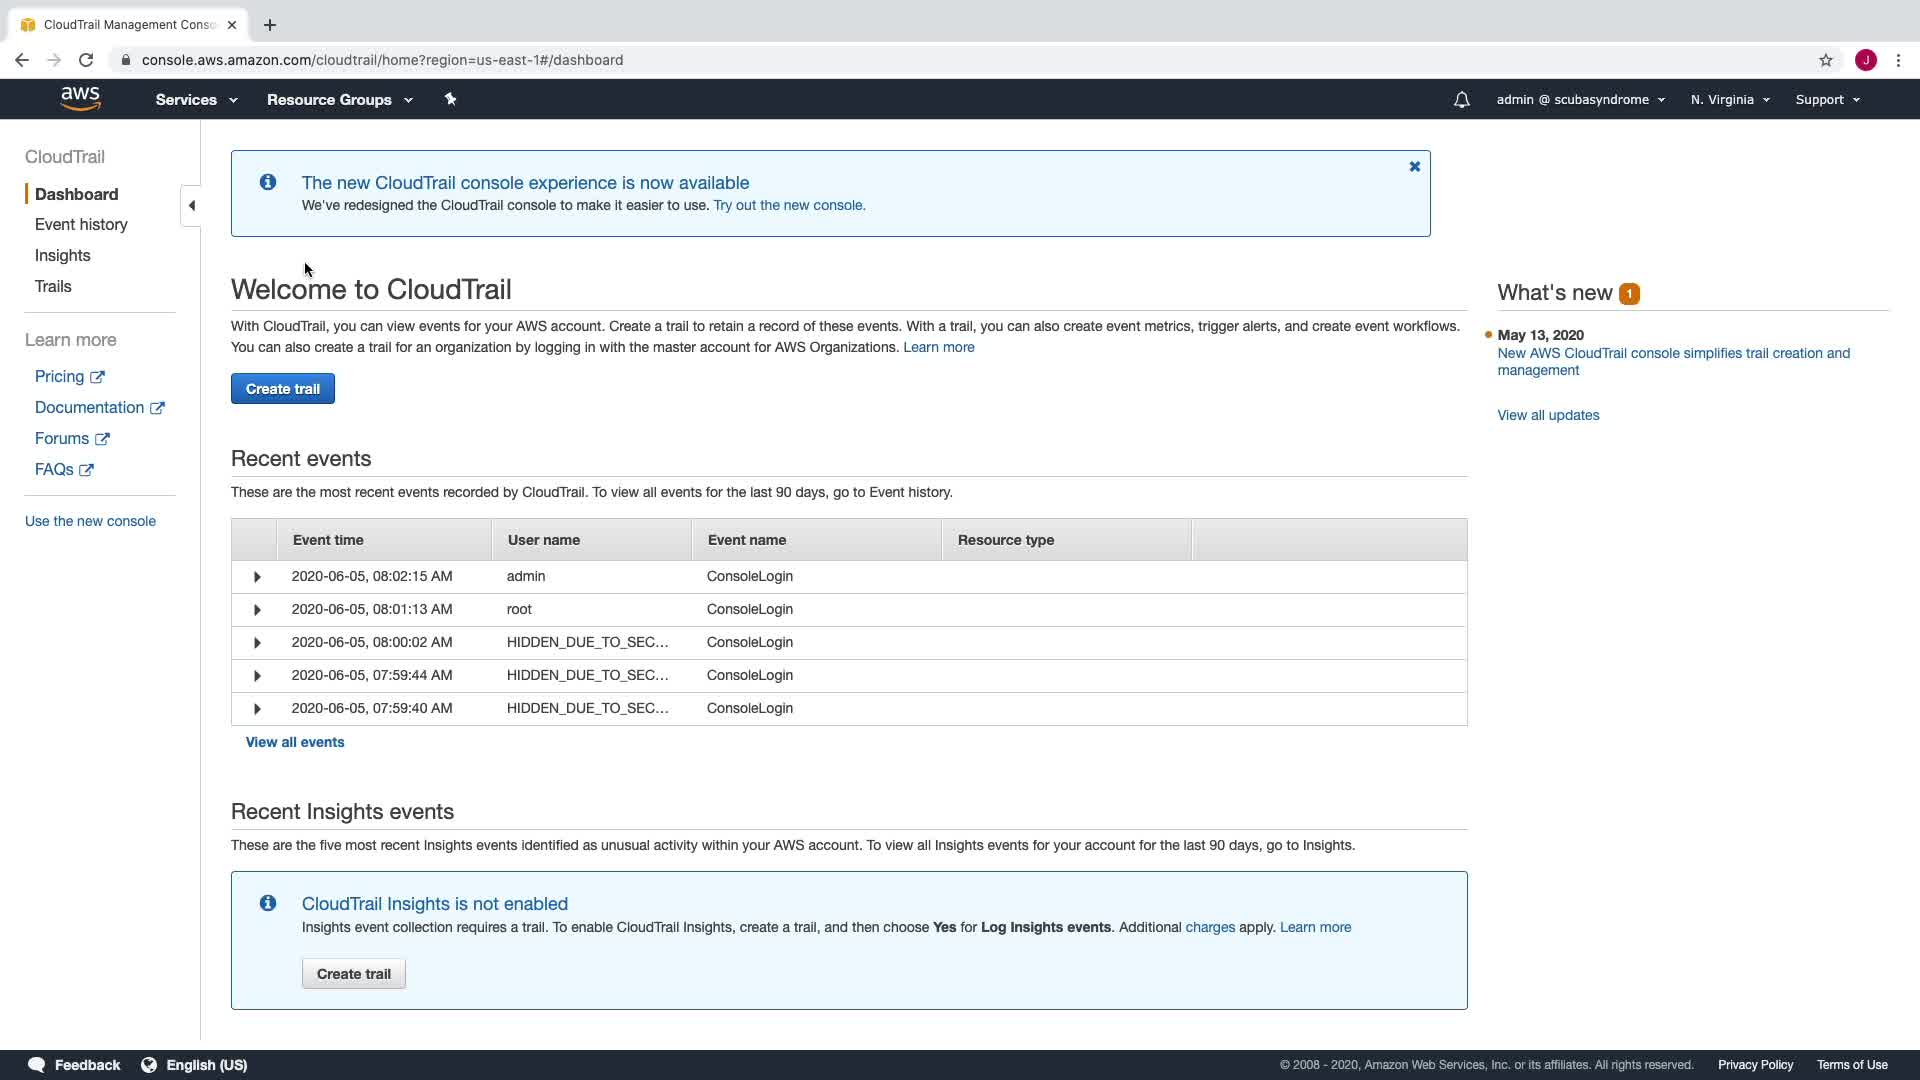 CloudTrail Management Conso
console.aws.amazon.com/cloudtrail/home?region=us-east-1#/dashboard
J
aws
Services
Resource Groups
admin @ scubasyndrome
N. Virginia
Support
CloudTrail
Dashboard
Event history
Insights
Trails
Learn more
Pricing
Documentation
Forums
FAQs
Use the new console
The new CloudTrail console experience is now available
We've redesigned the CloudTrail console to make it easier to use. Try out the new console.
Welcome to CloudTrail
With CloudTrail, you can view events for your AWS account. Create a trail to retain a record of these events. With a trail, you can also create event metrics, trigger alerts, and create event workflows.
You can also create a trail for an organization by logging in with the master account for AWS Organizations. Learn more
Create trail
What's new 1
May 13, 2020
New AWS CloudTrail console simplifies trail creation and
management
View all updates
Recent events
These are the most recent events recorded by CloudTrail. To view all events for the last 90 days, go to Event history.
Event time User name Event name Resource type
2020-06-05, 08:02:15 AM admin ConsoleLogin
2020-06-05, 08:01:13 AM root ConsoleLogin
2020-06-05, 08:00:02 AM HIDDEN_DUE_TO_SEC... ConsoleLogin
2020-06-05, 07:59:44 AM HIDDEN_DUE_TO_SEC... ConsoleLogin
2020-06-05, 07:59:40 AM HIDDEN_DUE_TO_SEC... ConsoleLogin
View all events
Recent Insights events
These are the five most recent Insights events identified as unusual activity within your AWS account. To view all Insights events for your account for the last 90 days, go to Insights.
CloudTrail Insights is not enabled
Insights event collection requires a trail. To enable CloudTrail Insights, create a trail, and then choose Yes for Log Insights events. Additional charges apply. Learn more
Create trail
Feedback
English (US)
© 2008 - 2020, Amazon Web Services, Inc. or its affiliates. All rights reserved.
Privacy Policy
Terms of Use